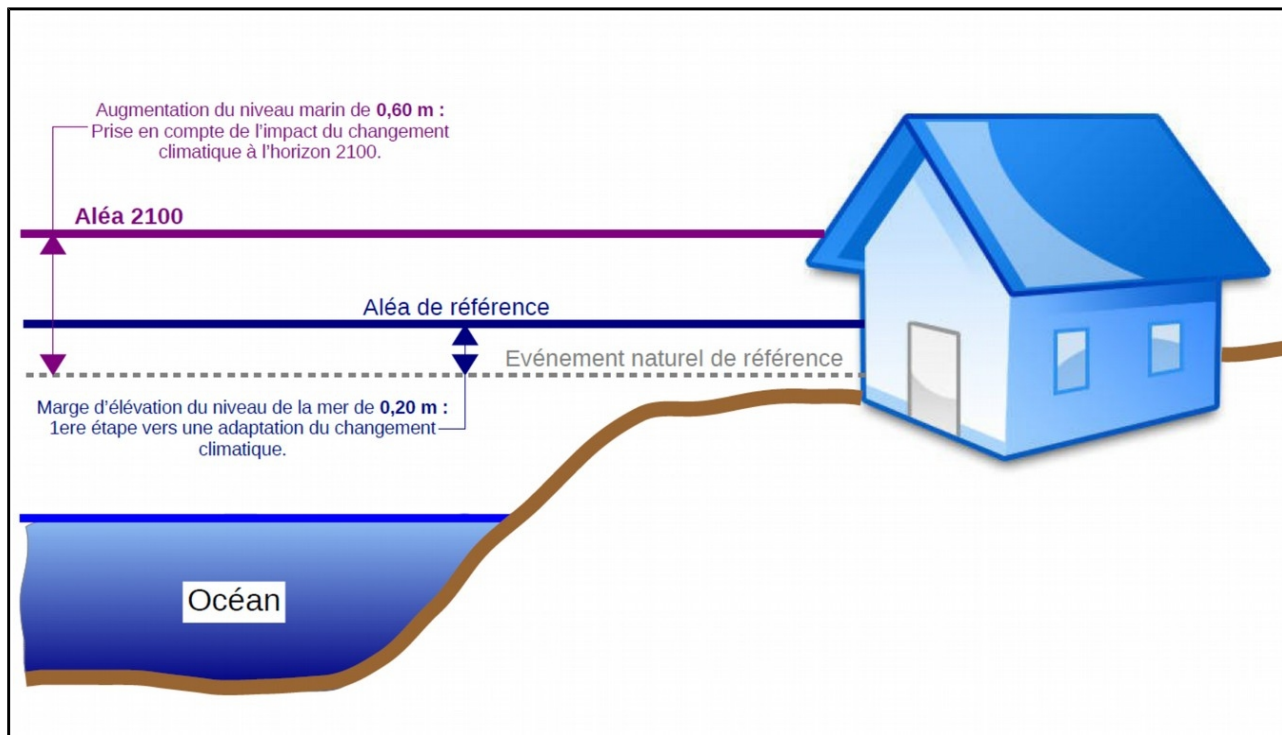 Augmentation du niveau marin de 0,60 m :
Prise en compte de l’impact du changement
climatique à l’horizon 2100.
Aléa 2100
Aléa de référence
Evénement naturel de référence
Marge d’élévation du niveau de la mer de 0,20 m :
1ere étape vers une adaptation du changement
climatique.
Océan